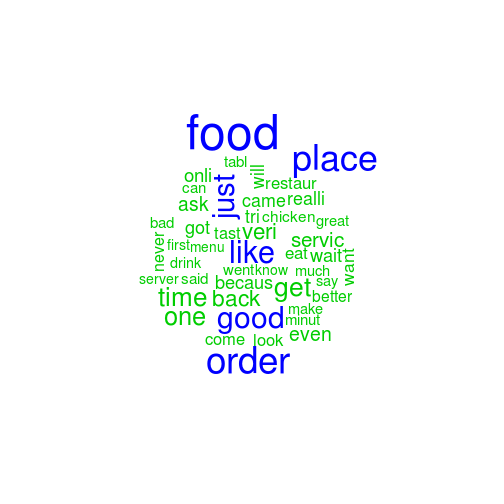 food
place
tabl
onli
will
restaur
can
just
ask
came
realli
tri
chicken
great
bad
got
tast
veri
servic
never
first
menu
like
eat
wait
want
drink
went
know
much
server
said
becaus
get
say
time
back
better
one
good
make
minut
even
come
look
order